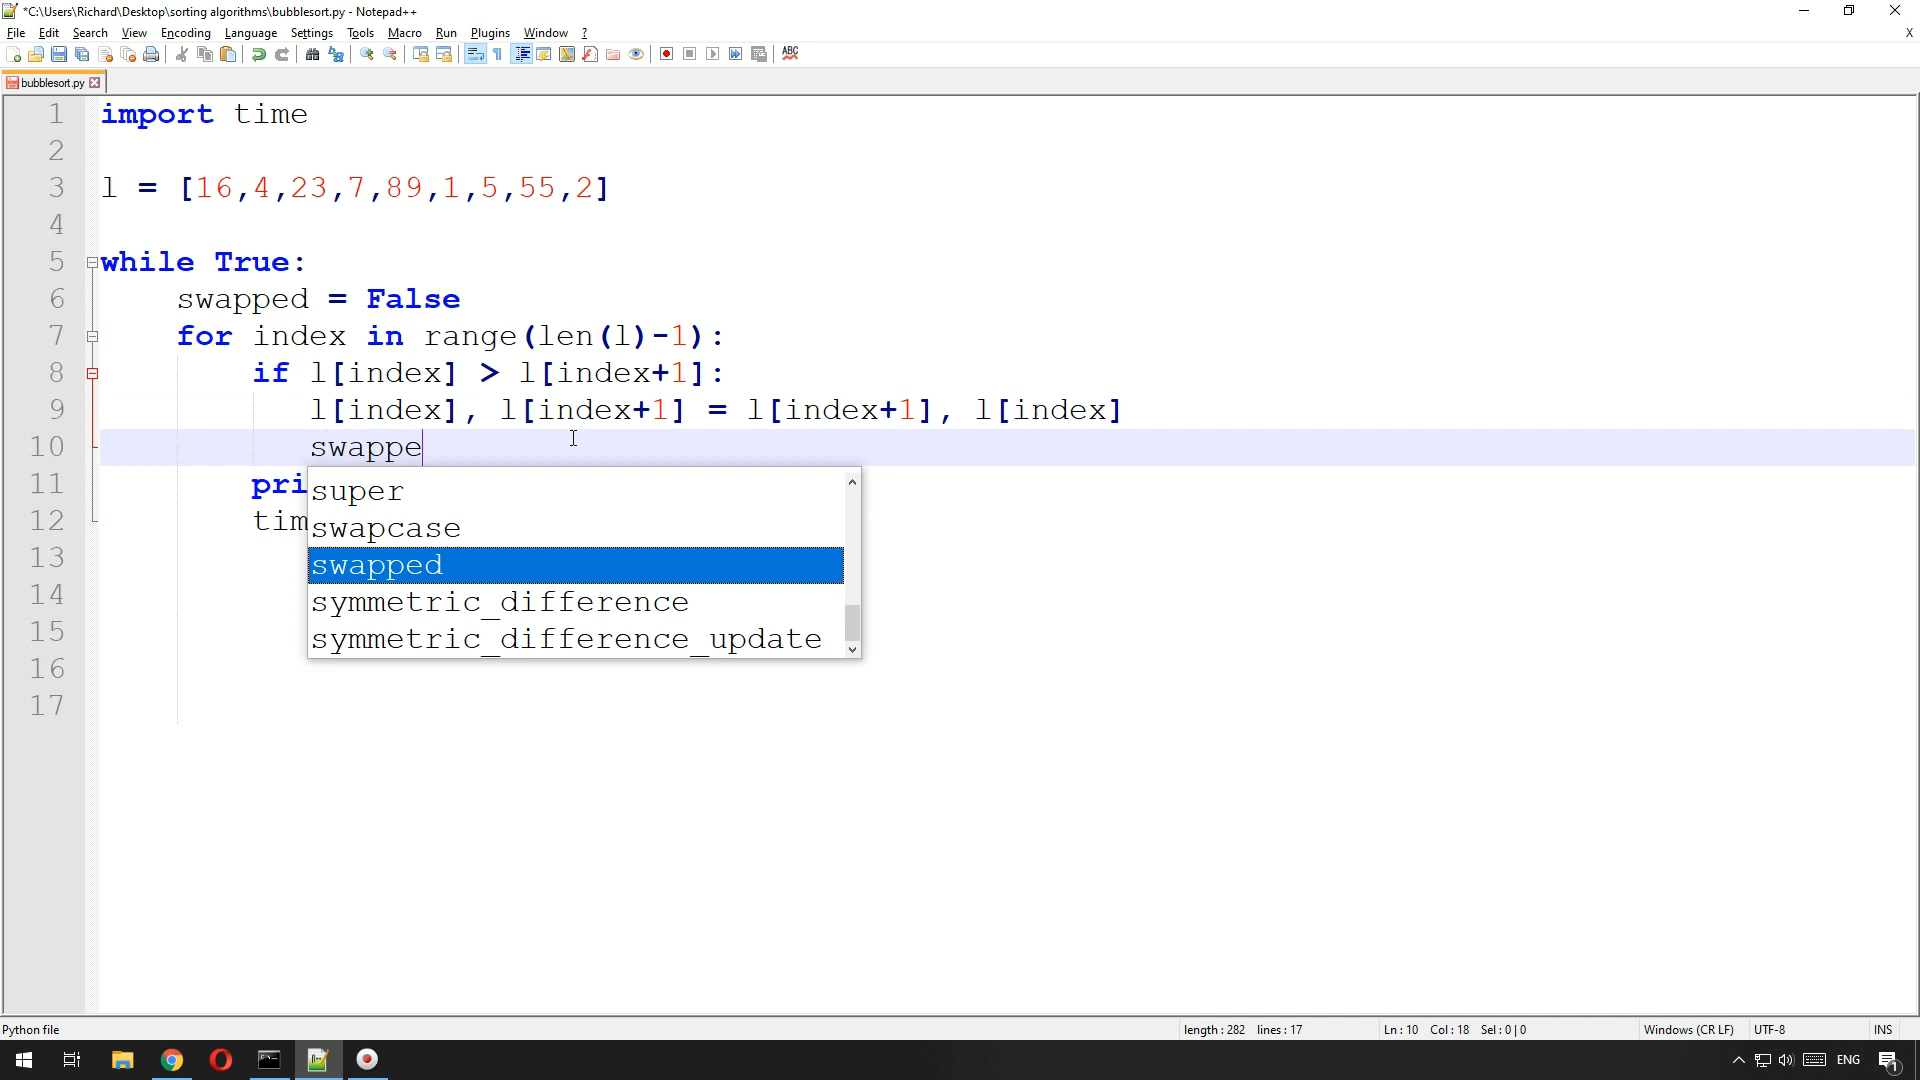 *C:\Users\Richard\Desktop\sorting algorithms\bubblesort.py - Notepad++
File Edit Search View Encoding Language Settings Tools Macro Run Plugins Window ? X
ABC
bubblesort.py
1 import time
2
3 l = [16,4,23,7,89,1,5,55,2]
4
5 while True:
6 swapped = False
7 for index in range(len(l)-1):
8 if l[index] > l[index+1]:
9 l[index], l[index+1] = l[index+1], l[index]
10 swappe
11 pri
12 tim
super
swapcase
swapped
symmetric_difference
symmetric_difference_update
13
14
15
16
17
Python file length : 282 lines : 17 Ln : 10 Col : 18 Sel : 0 | 0 Windows (CR LF) UTF-8 INS
ENG 1